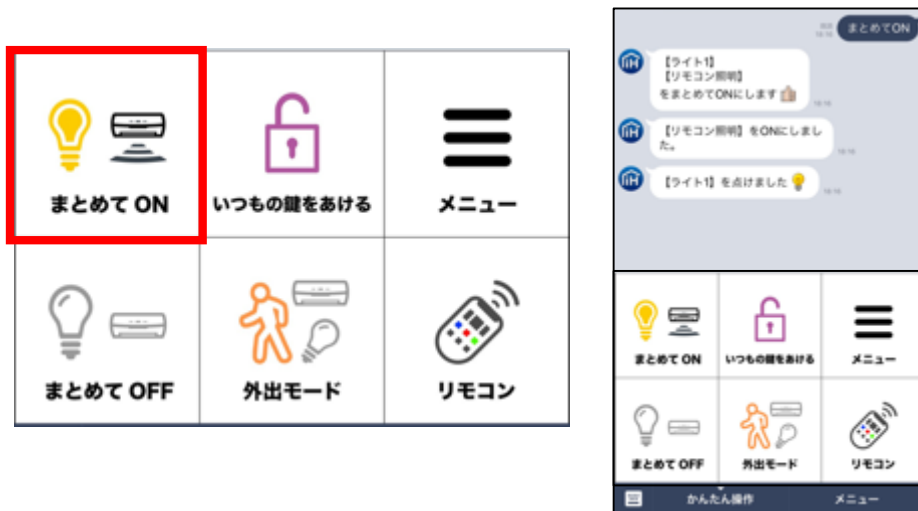 まとめて ON
いつもの鍵をあける
メニュー
まとめて OFF
外出モード
リモコン
まとめてON
【ライト1】
【リモコン照明】
をまとめてONにします
【リモコン照明】をONにしまし
た。
【ライト1】を点けました
まとめて ON
いつもの鍵をあける
メニュー
まとめて OFF
外出モード
リモコン
かんたん操作
メニュー